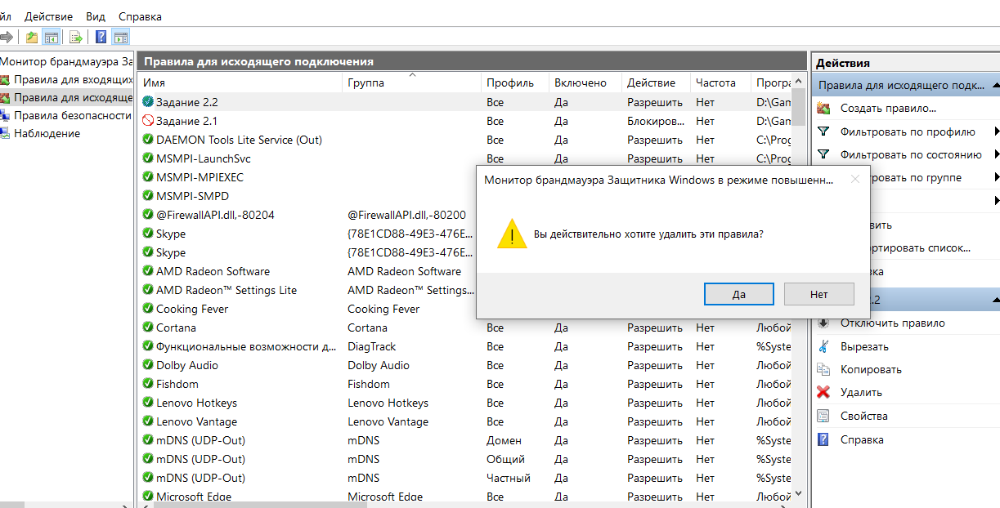 йл Действие Вид Справка
Монитор брандмауэра За
Правила для входящих
Правила для исходяще
Правила безопасности
Наблюдение
Правила для исходящего подключения
Имя Группа Профиль Включено Действие Частота Програ
Задание 2.2 Все Да Разрешить Нет D:\Gam
Задание 2.1 Все Да Блокиров... Нет D:\Gam
DAEMON Tools Lite Service (Out) Все Да Разрешить Нет C:\Prog
MSMPI-LaunchSvc Все Да Разрешить Нет C:\Prog
MSMPI-MPIEXEC
MSMPI-SMPD
@FirewallAPI.dll,-80204 @FirewallAPI.dll,-80200
Skype {78E1CD88-49E3-476E...
Skype {78E1CD88-49E3-476E...
AMD Radeon Software AMD Radeon Software
AMD Radeon™ Settings Lite AMD Radeon™ Settings...
Cooking Fever Cooking Fever
Cortana Cortana Все Да Разрешить Нет Любой
Функциональные возможности д... DiagTrack Все Да Разрешить Нет %Syste
Dolby Audio Dolby Audio Все Да Разрешить Нет Любой
Fishdom Fishdom Все Да Разрешить Нет Любой
Lenovo Hotkeys Lenovo Hotkeys Все Да Разрешить Нет Любой
Lenovo Vantage Lenovo Vantage Все Да Разрешить Нет Любой
mDNS (UDP-Out) mDNS Домен Да Разрешить Нет %Syste
mDNS (UDP-Out) mDNS Общий Да Разрешить Нет %Syste
mDNS (UDP-Out) mDNS Частный Да Разрешить Нет %Syste
Microsoft Edge Microsoft Edge Все Да Разрешить Нет Любой
Монитор брандмауэра Защитника Windows в режиме повышенн...
Вы действительно хотите удалить эти правила?
Да Нет
Действия
Правила для исходящего подк...
Создать правило...
Фильтровать по профилю
Фильтровать по состоянию
ровать по группе
вить
ртировать список...
вка
.2
Отключить правило
Вырезать
Копировать
Удалить
Свойства
Справка